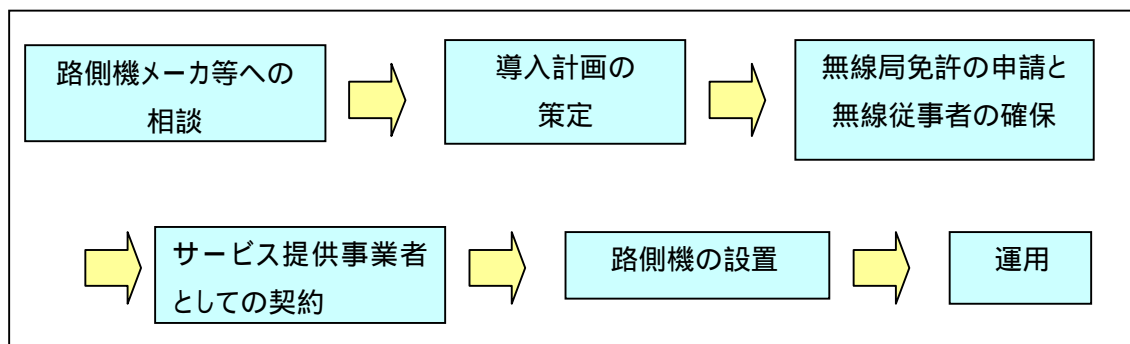 路側機メーカ等への
相談
導入計画の
策定
無線局免許の申請と
無線従事者の確保
サービス提供事業者
としての契約
路側機の設置
運用